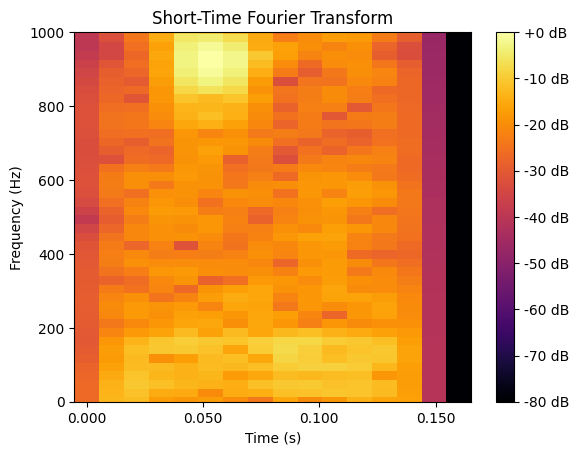 Short-Time Fourier Transform
1000
800
600
400
200
0
Frequency (Hz)
0.000
0.050
0.100
0.150
Time (s)
+0 dB
-10 dB
-20 dB
-30 dB
-40 dB
-50 dB
-60 dB
-70 dB
-80 dB